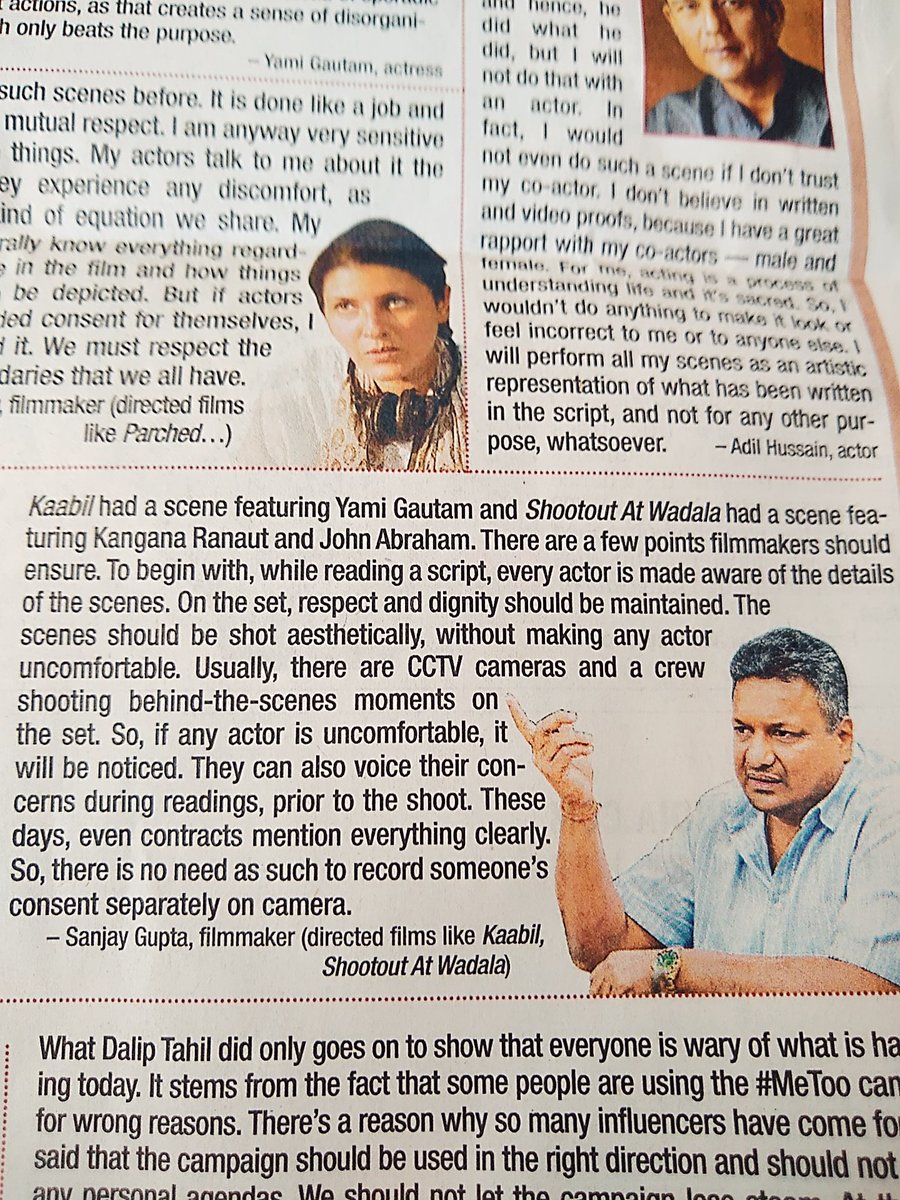 actions, as that creates a sense of disorgani-
only beats the purpose.
– Yami Gautam, actress
such scenes before. It is done like a job and
mutual respect. I am anyway very sensitive
things. My actors talk to me about it the
experience any discomfort, as
of equation we share. My
know everything regard-
in the film and how things
be depicted. But if actors
consent for themselves, I
it. We must respect the
that we all have.
, filmmaker (directed films
like Parched…)
and hence, he
did what he
did, but I will
not do that with
an actor. In
fact, I would
not even do such a scene if I don't trust
my co-actor. I don't believe in written
and video proofs, because I have a great
rapport with my co-actors — male and
female. For me, acting is a process of
understanding life and it's sacred. So, I
wouldn't do anything to make it look or
feel incorrect to me or to anyone else. I
will perform all my scenes as an artistic
representation of what has been written
in the script, and not for any other pur-
pose, whatsoever. – Adil Hussain, actor
Kaabil had a scene featuring Yami Gautam and Shootout At Wadala had a scene fea-
turing Kangana Ranaut and John Abraham. There are a few points filmmakers should
ensure. To begin with, while reading a script, every actor is made aware of the details
of the scenes. On the set, respect and dignity should be maintained. The
scenes should be shot aesthetically, without making any actor
uncomfortable. Usually, there are CCTV cameras and a crew
shooting behind-the-scenes moments on
the set. So, if any actor is uncomfortable, it
will be noticed. They can also voice their con-
cerns during readings, prior to the shoot. These
days, even contracts mention everything clearly.
So, there is no need as such to record someone's
consent separately on camera.
– Sanjay Gupta, filmmaker (directed films like Kaabil,
Shootout At Wadala)
What Dalip Tahil did only goes on to show that everyone is wary of what is ha
ing today. It stems from the fact that some people are using the #MeToo cam
for wrong reasons. There's a reason why so many influencers have come fo
said that the campaign should be used in the right direction and should not
any personal agendas. We should not let the campaign lose